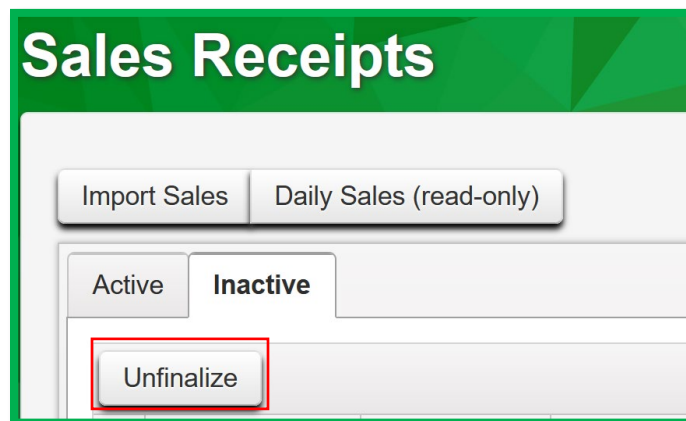 Sales Receipts
Import Sales Daily Sales (read-only)
Active Inactive
Unfinalize